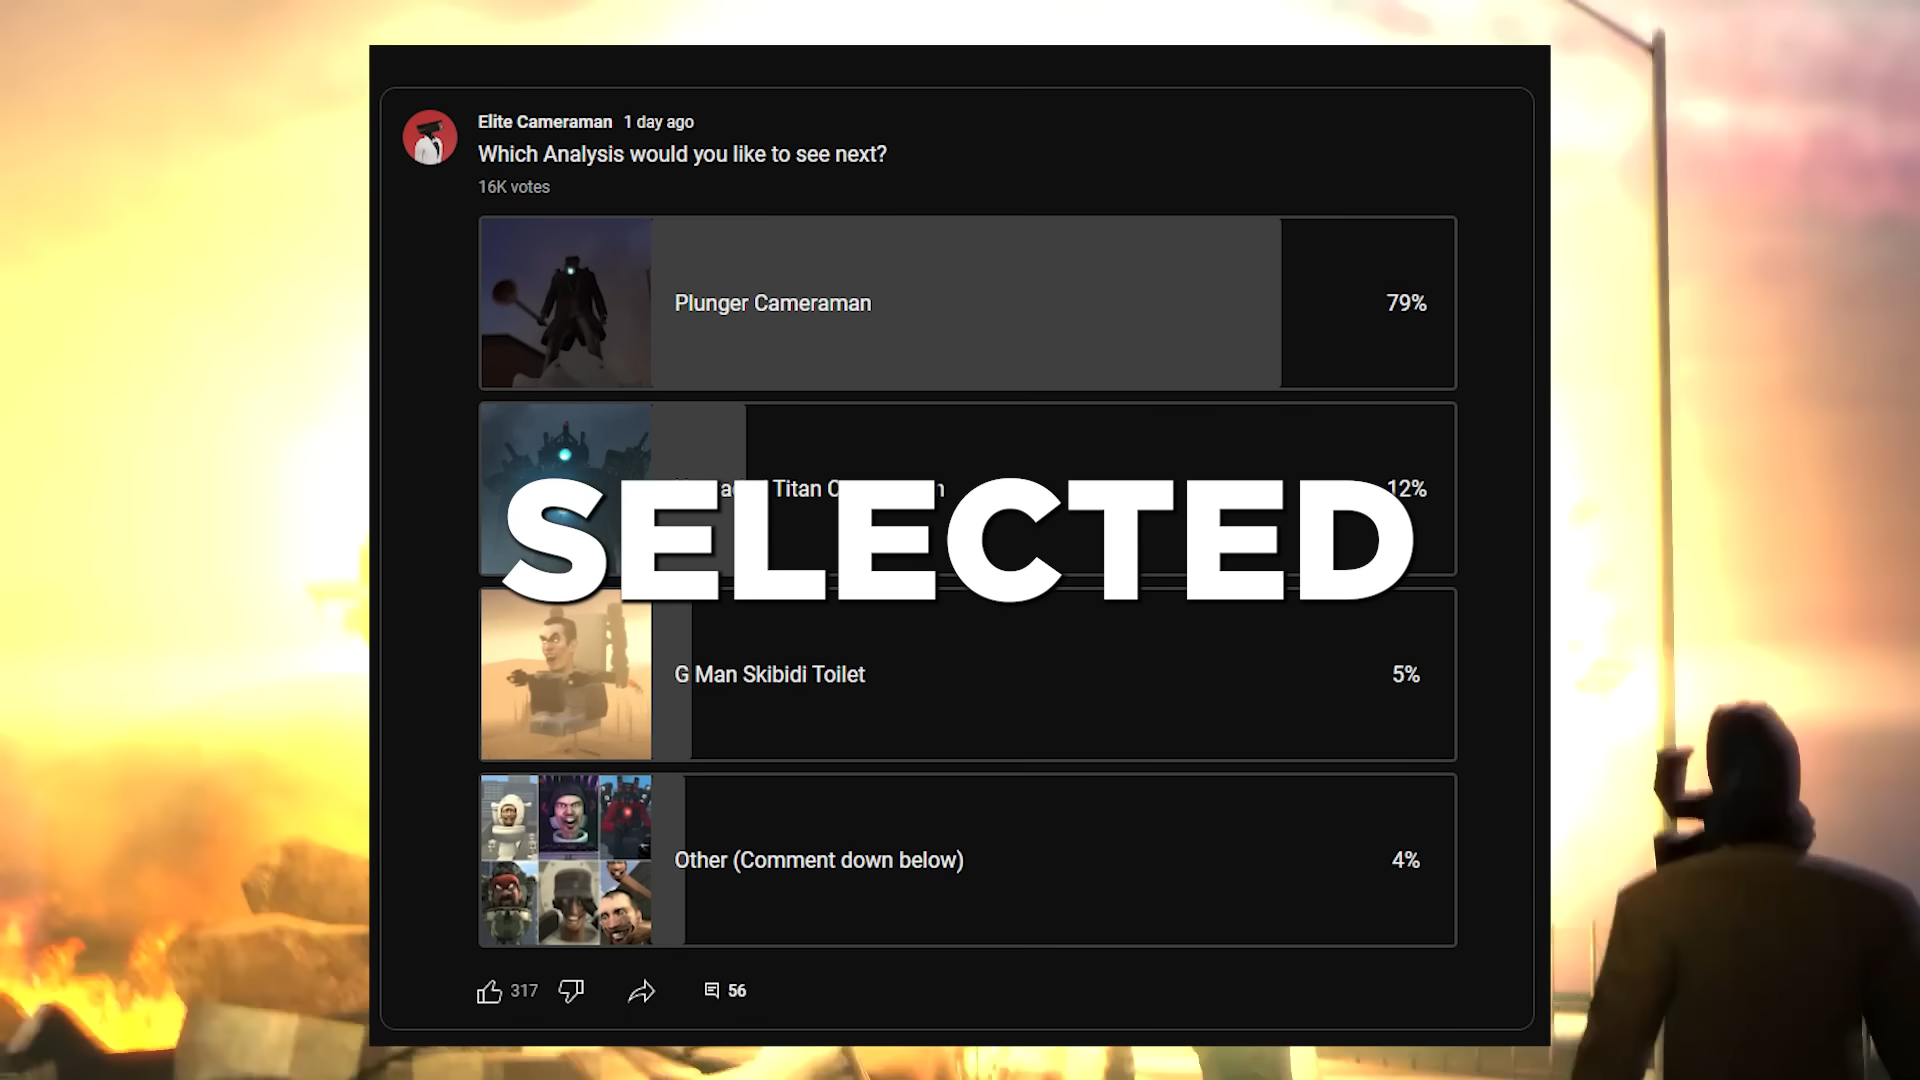 Elite Cameraman 1 day ago
Which Analysis would you like to see next?
16K votes
Plunger Cameraman 79%
Titan 12%
SELECTED
G Man Skibidi Toilet 5%
Other (Comment down below) 4%
317 56